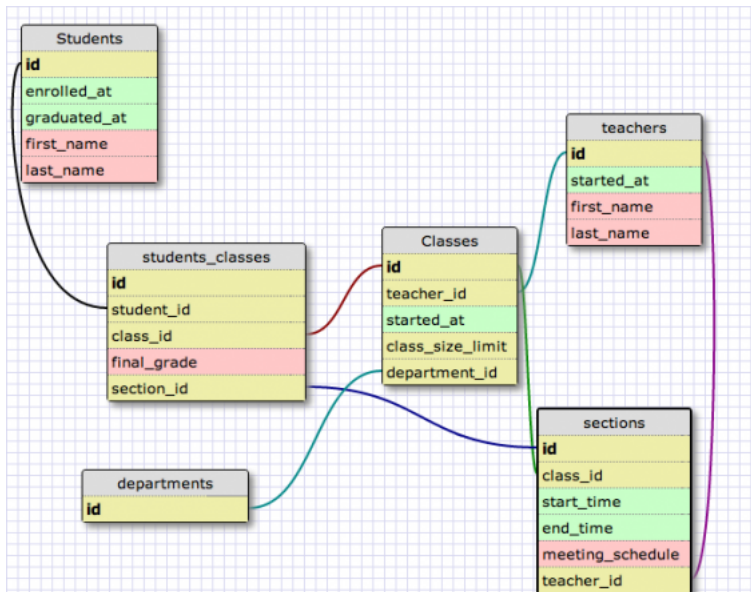 Students
id
enrolled_at
graduated_at
first_name
last_name
teachers
id
started_at
first_name
last_name
students_classes
id
student_id
class_id
final_grade
section_id
Classes
id
teacher_id
started_at
class_size_limit
department_id
departments
id
sections
id
class_id
start_time
end_time
meeting_schedule
teacher_id